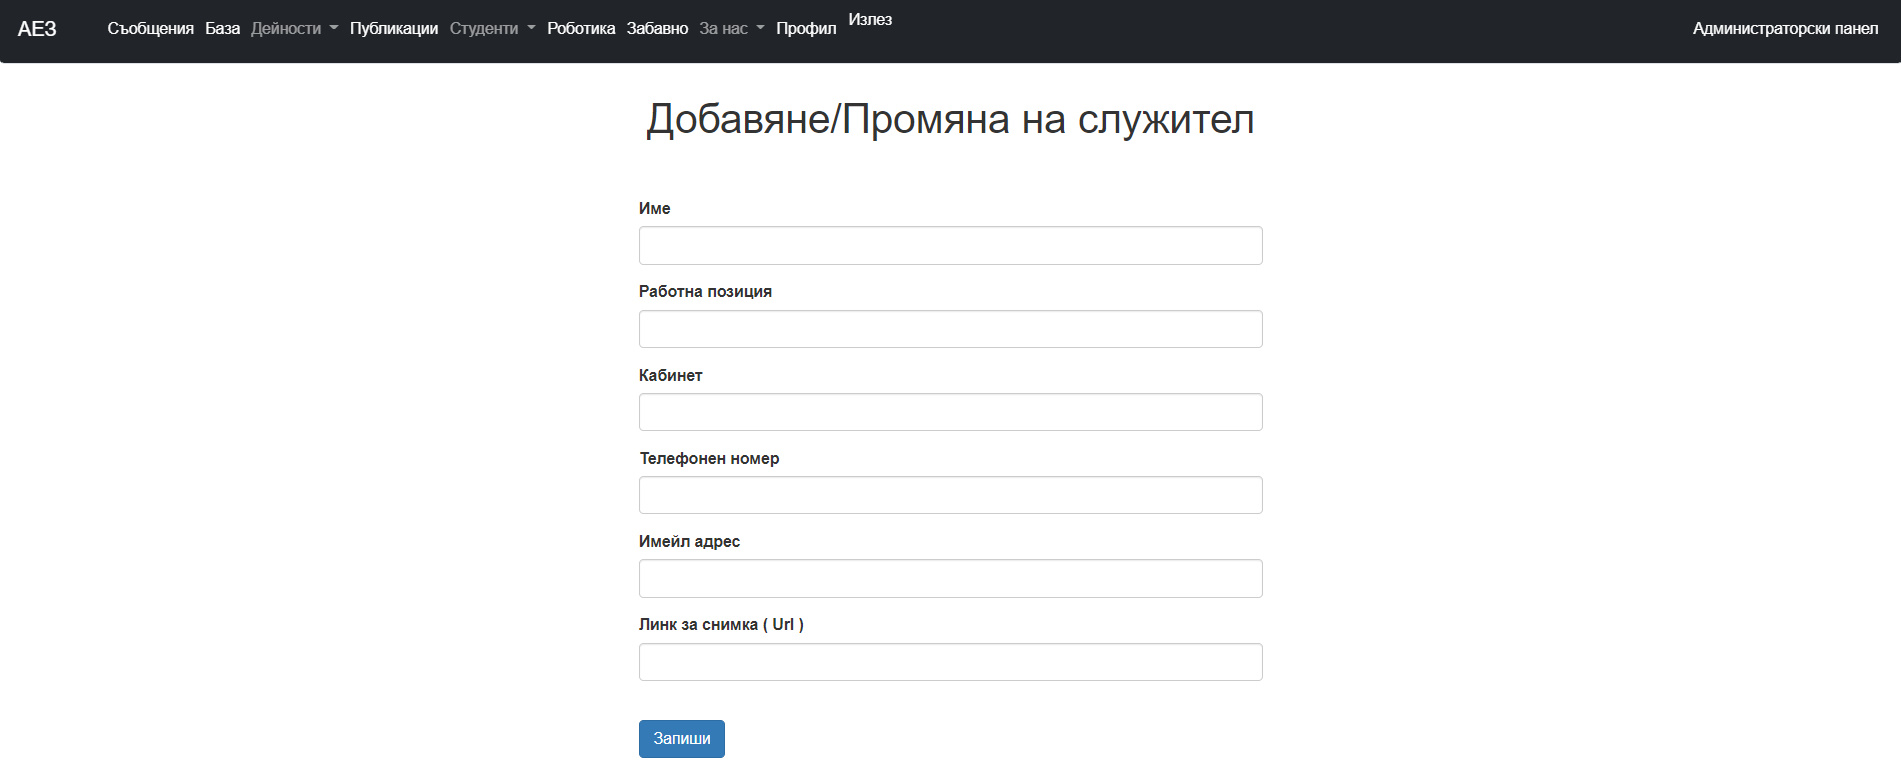 АЕЗ Съобщения База Дейности Публикации Студенти Роботика Забавно За нас Профил Излез Администраторски панел
Добавяне/Промяна на служител
Име
Работна позиция
Кабинет
Телефонен номер
Имейл адрес
Линк за снимка ( Url )
Запиши